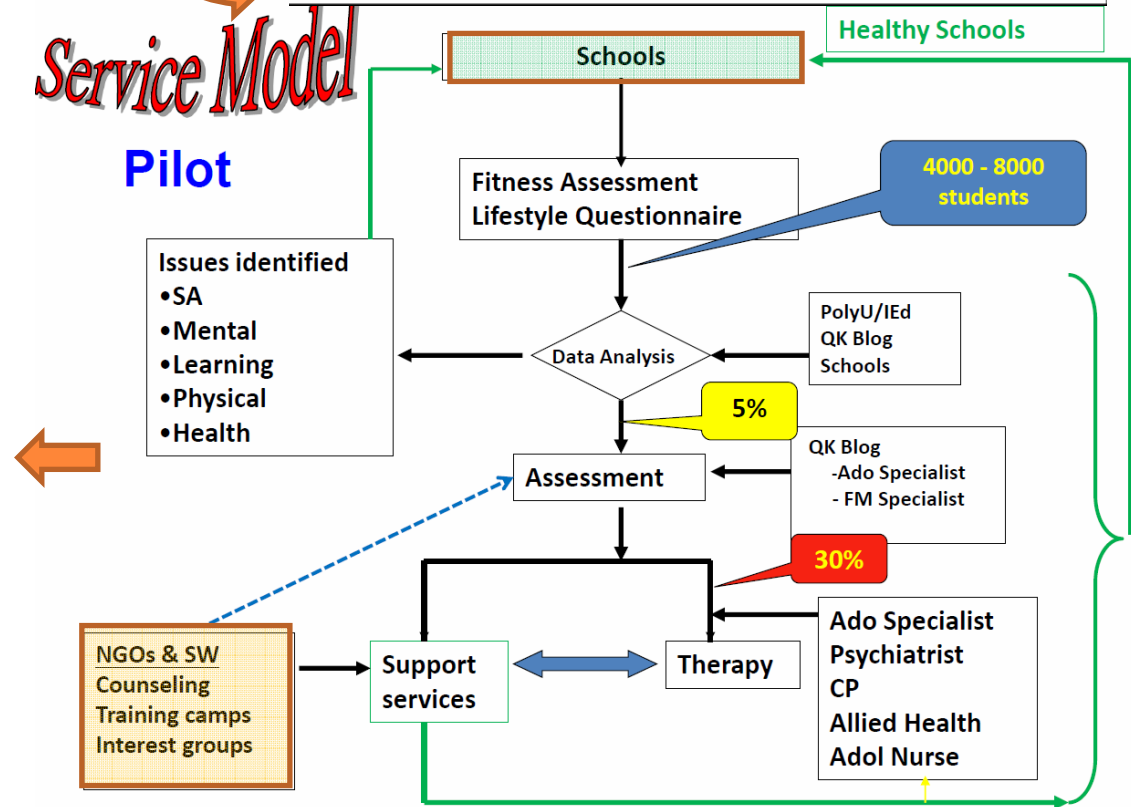 Service Model
Pilot
Healthy Schools
Schools
Fitness Assessment
Lifestyle Questionnaire
4000 - 8000
students
Issues identified
•SA
•Mental
•Learning
•Physical
•Health
Data Analysis
PolyU/IEd
QK Blog
Schools
5%
Assessment
QK Blog
-Ado Specialist
- FM Specialist
30%
NGOs & SW
Counseling
Training camps
Interest groups
Support
services
Therapy
Ado Specialist
Psychiatrist
CP
Allied Health
Adol Nurse